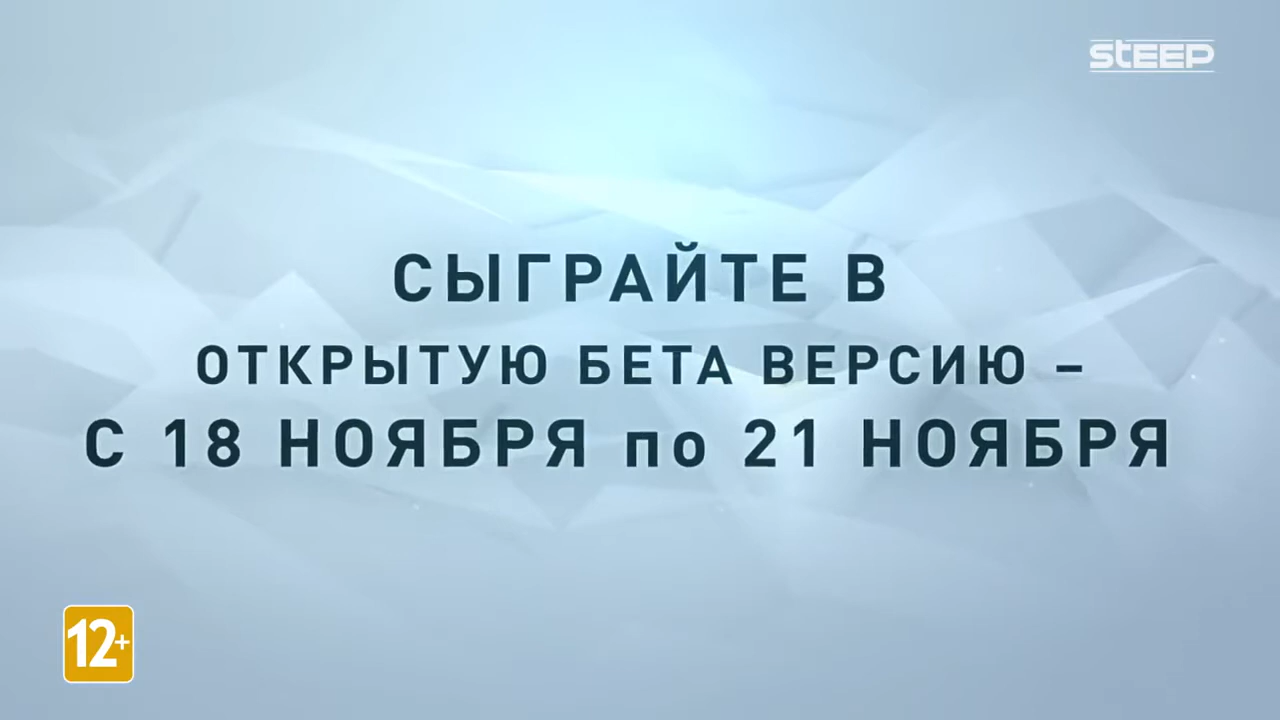 STEEP
СЫГРАЙТЕ В
ОТКРЫТУЮ БЕТА ВЕРСИЮ –
С 18 НОЯБРЯ по 21 НОЯБРЯ
12+